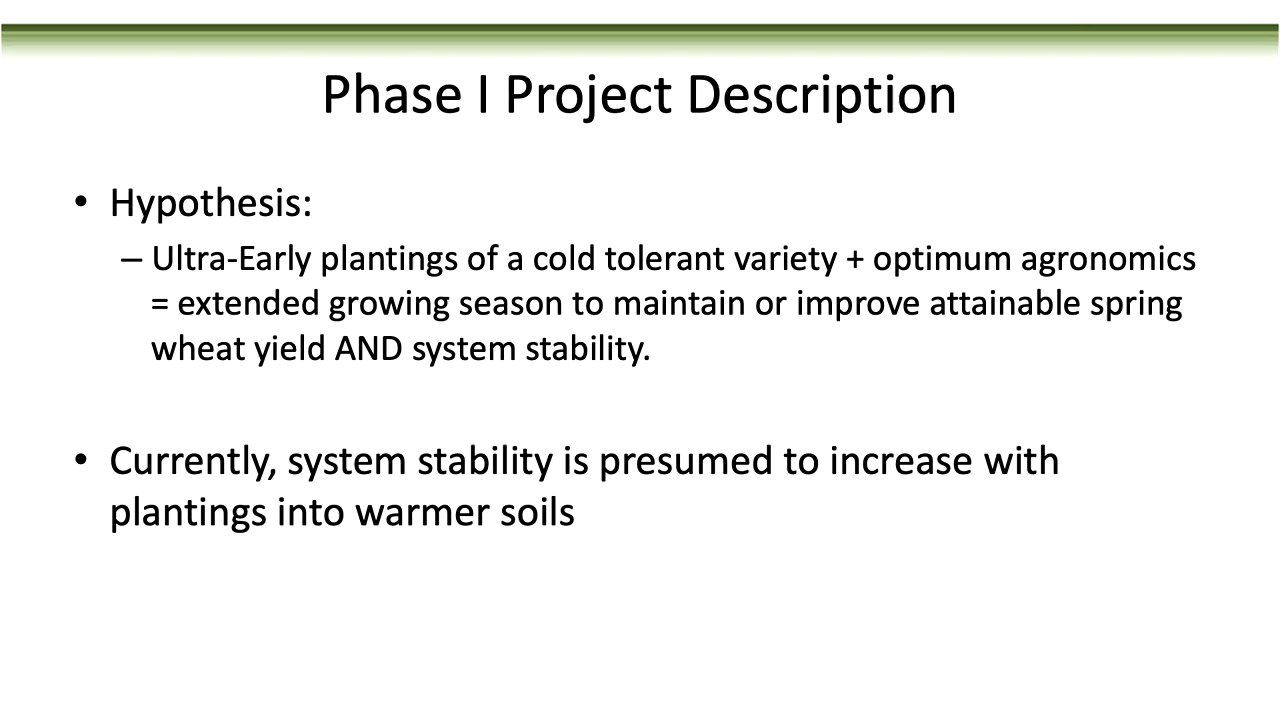 Phase I Project Description
• Hypothesis:
– Ultra-Early plantings of a cold tolerant variety + optimum agronomics
= extended growing season to maintain or improve attainable spring
wheat yield AND system stability.
• Currently, system stability is presumed to increase with
plantings into warmer soils